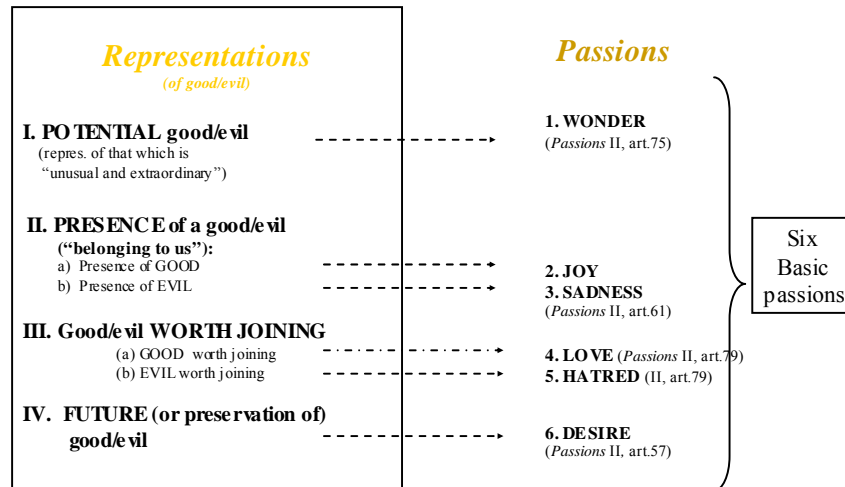 Representations
(of good/evil)
I. POTENTIAL good/evil
(repres. of that which is
“unusual and extraordinary”)
II. PRESENCE of a good/evil
(“belonging to us”):
a) Presence of GOOD
b) Presence of EVIL
III. Good/evil WORTH JOINING
(a) GOOD worth joining
(b) EVIL worth joining
IV. FUTURE (or preservation of)
good/evil
Passions
1. WONDER
(Passions II, art.75)
2. JOY
3. SADNESS
(Passions II, art.61)
4. LOVE (Passions II, art.79)
5. HATRED (II, art.79)
6. DESIRE
(Passions II, art.57)
Six
Basic
passions